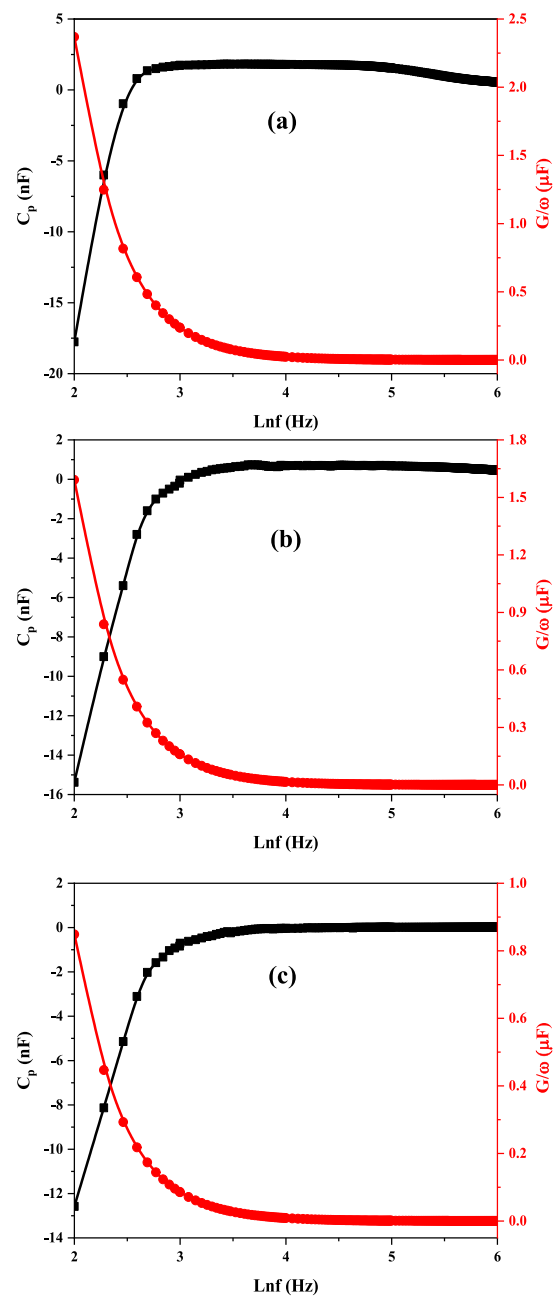 5
0
-5
-10
-15
-20
C_p (nF)
(a)
2.5
2.0
1.5
1.0
0.5
0.0
G/ω (μF)
2 3 4 5 6
Lnf (Hz)
2
0
-2
-4
-6
-8
-10
-12
-14
-16
C_p (nF)
(b)
1.8
1.5
1.2
0.9
0.6
0.3
0.0
G/ω (μF)
2 3 4 5 6
Lnf (Hz)
2
0
-2
-4
-6
-8
-10
-12
-14
C_p (nF)
(c)
1.0
0.8
0.6
0.4
0.2
0.0
G/ω (μF)
2 3 4 5 6
Lnf (Hz)